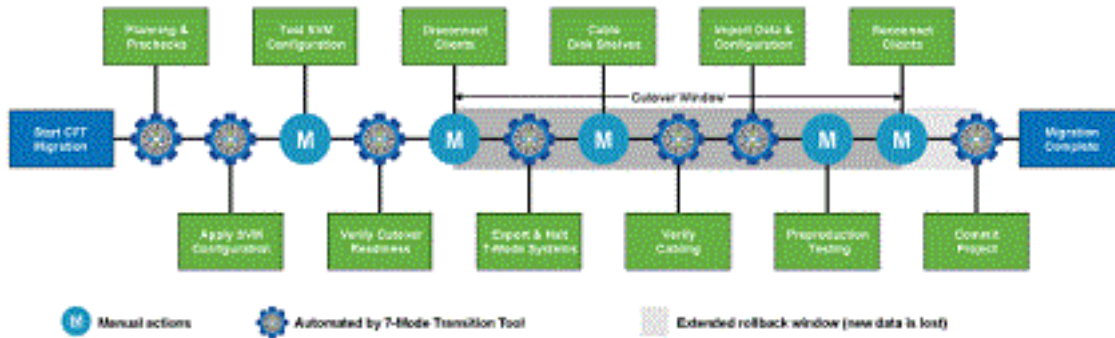 Planning &
Prechecks
Test SVM
Configuration
Disconnect
Clients
Cable
Disk Shelves
Import Data &
Configuration
Reconnect
Clients
Cutover Window
Start CFT
Migration
M
M
M
M
M
Migration
Complete
Apply SVM
Configuration
Verify Cutover
Readiness
Export & Halt
7-Mode Systems
Verify
Cabling
Preproduction
Testing
Commit
Project
M
Manual actions
Automated by 7-Mode Transition Tool
Extended rollback window (new data is lost)